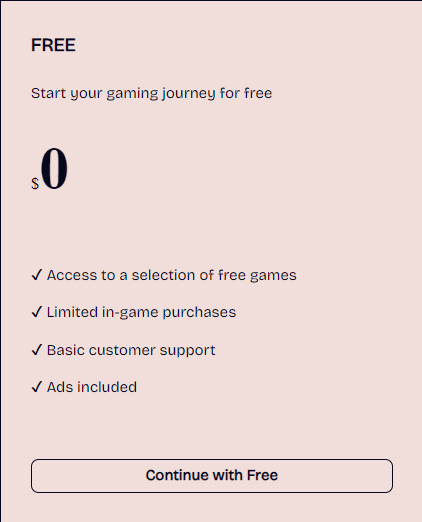 FREE
Start your gaming journey for free
$0
✓ Access to a selection of free games
✓ Limited in-game purchases
✓ Basic customer support
✓ Ads included
Continue with Free